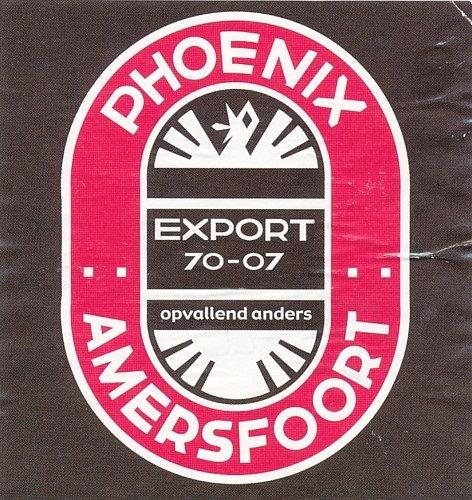 PHOENIX
EXPORT
70-07
opvallend anders
AMERSFOORT